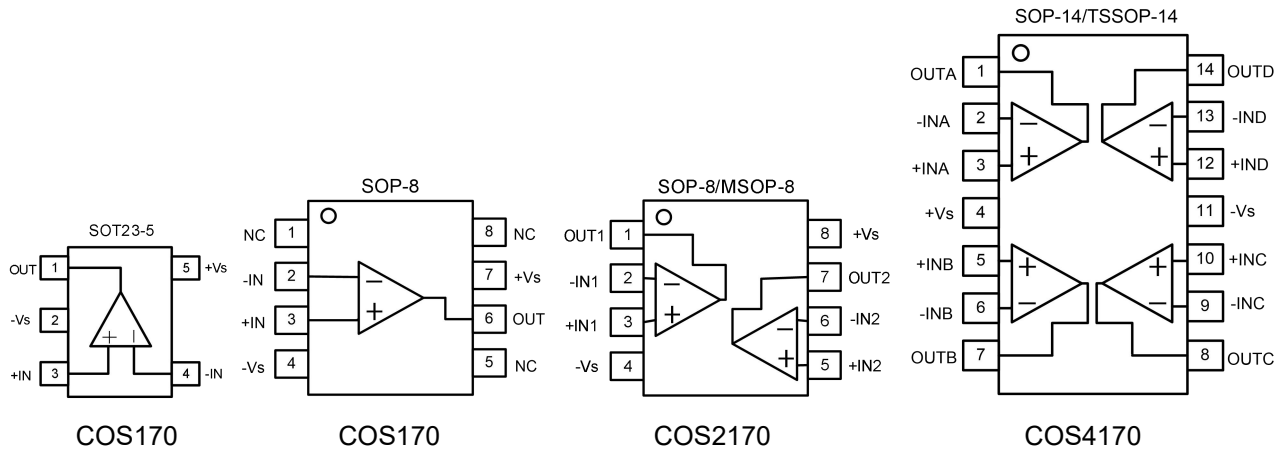 SOT23-5
OUT 1 5 +Vs
-Vs 2
+IN 3 4 -IN
+ −
COS170
SOP-8
NC 1 8 NC
-IN 2 7 +Vs
+IN 3 6 OUT
-Vs 4 5 NC
− +
COS170
SOP-8/MSOP-8
OUT1 1 8 +Vs
-IN1 2 7 OUT2
+IN1 3 6 -IN2
-Vs 4 5 +IN2
− +
− +
COS2170
SOP-14/TSSOP-14
OUTA 1 14 OUTD
-INA 2 − − 13 -IND
+INA 3 + + 12 +IND
+Vs 4 11 -Vs
+INB 5 + + 10 +INC
-INB 6 − − 9 -INC
OUTB 7 8 OUTC
COS4170